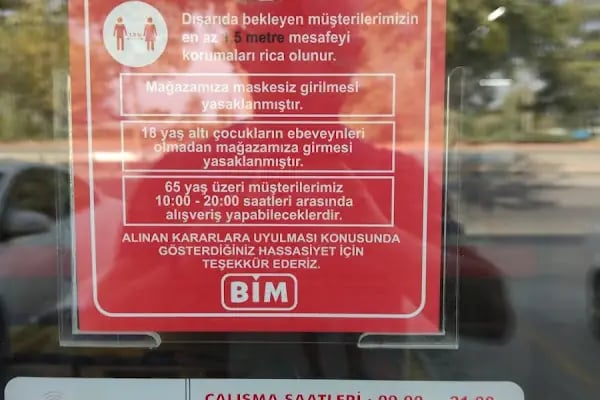 Dışarıda bekleyen müşterilerimizin
en az 1.5 metre mesafeyi
korumaları rica olunur.
Mağazamıza maskesiz girilmesi
yasaklanmıştır.
18 yaş altı çocukların ebeveynleri
olmadan mağazamıza girmesi
yasaklanmıştır.
65 yaş üzeri müşterilerimiz
10:00 - 20:00 saatleri arasında
alışveriş yapabileceklerdir.
ALINAN KARARLARA UYULMASI KONUSUNDA
GÖSTERDİĞİNİZ HASSASİYET İÇİN
TEŞEKKÜR EDERİZ.
BİM
ÇALIŞMA SAATLERİ :